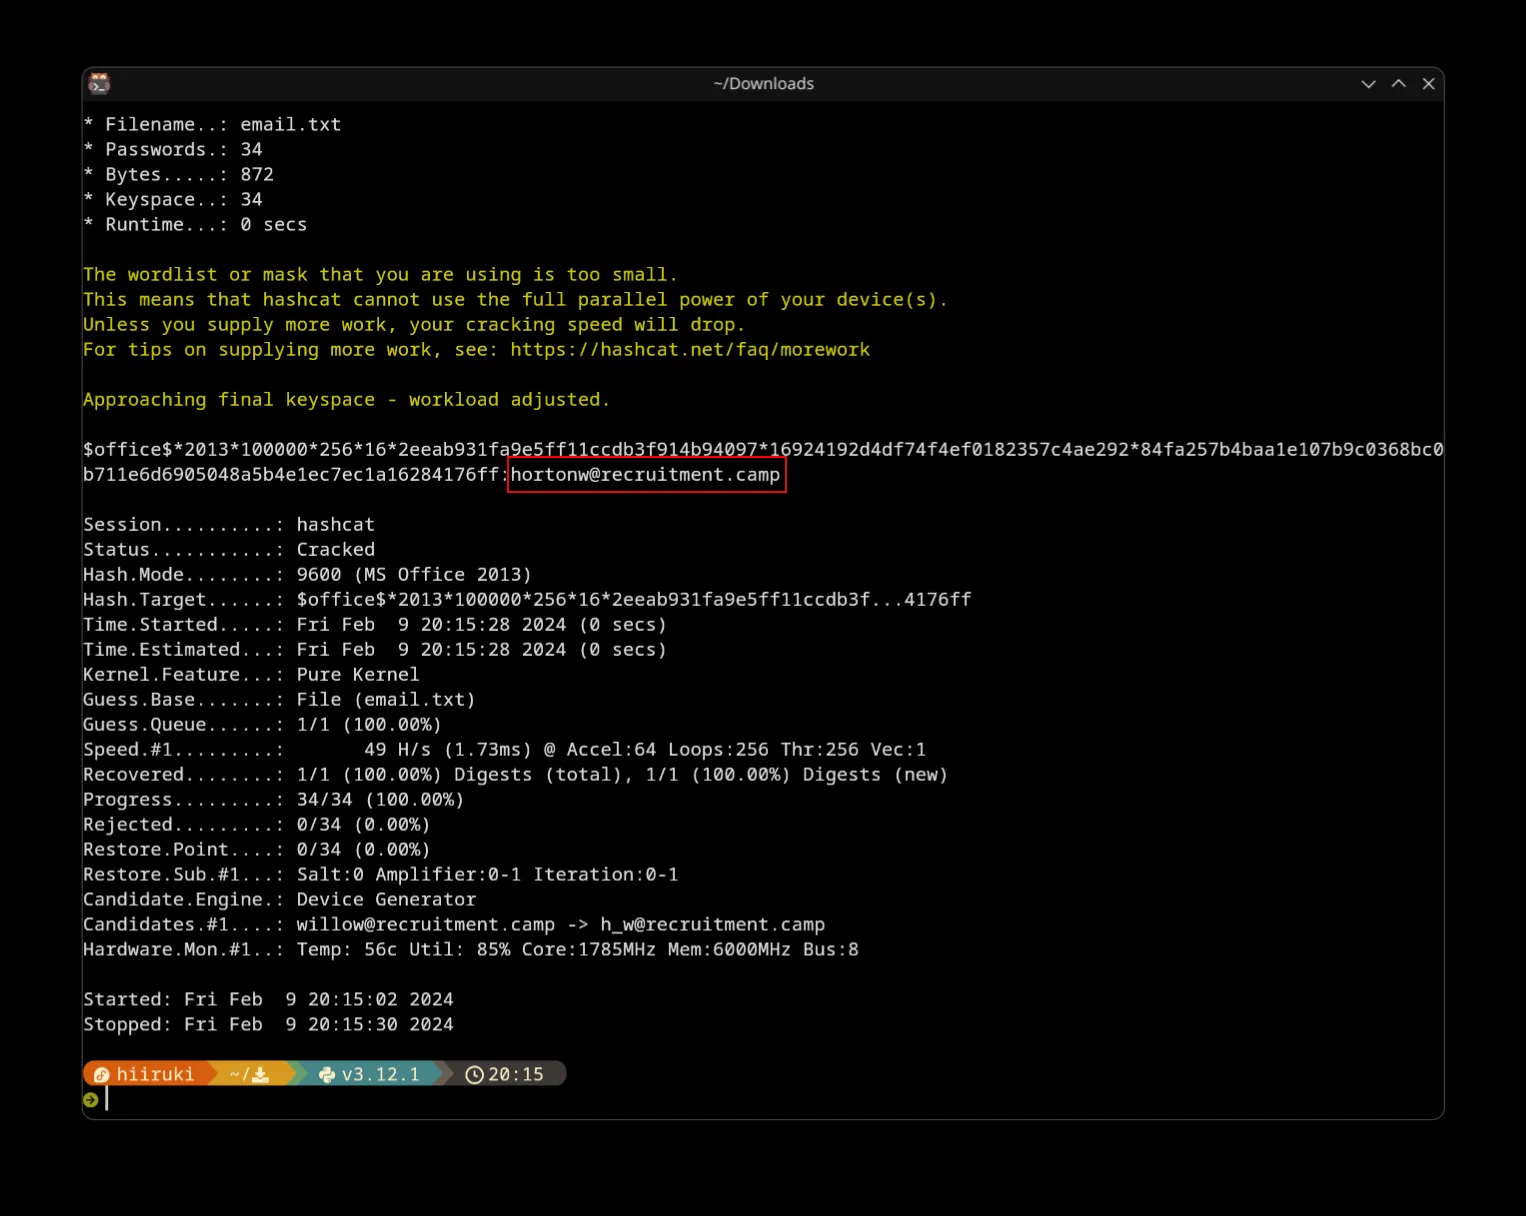 ~/Downloads
* Filename..: email.txt
* Passwords.: 34
* Bytes.....: 872
* Keyspace..: 34
* Runtime...: 0 secs
The wordlist or mask that you are using is too small.
This means that hashcat cannot use the full parallel power of your device(s).
Unless you supply more work, your cracking speed will drop.
For tips on supplying more work, see: https://hashcat.net/faq/morework
Approaching final keyspace - workload adjusted.
$office$*2013*100000*256*16*2eeab931fa9e5ff11ccdb3f914b94097*16924192d4df74f4ef0182357c4ae292*84fa257b4baa1e107b9c0368bc0
b711e6d6905048a5b4e1ec7ec1a16284176ff:hortonw@recruitment.camp
Session..........: hashcat
Status...........: Cracked
Hash.Mode........: 9600 (MS Office 2013)
Hash.Target......: $office$*2013*100000*256*16*2eeab931fa9e5ff11ccdb3f...4176ff
Time.Started.....: Fri Feb  9 20:15:28 2024 (0 secs)
Time.Estimated...: Fri Feb  9 20:15:28 2024 (0 secs)
Kernel.Feature...: Pure Kernel
Guess.Base.......: File (email.txt)
Guess.Queue......: 1/1 (100.00%)
Speed.#1.........:       49 H/s (1.73ms) @ Accel:64 Loops:256 Thr:256 Vec:1
Recovered........: 1/1 (100.00%) Digests (total), 1/1 (100.00%) Digests (new)
Progress.........: 34/34 (100.00%)
Rejected.........: 0/34 (0.00%)
Restore.Point....: 0/34 (0.00%)
Restore.Sub.#1...: Salt:0 Amplifier:0-1 Iteration:0-1
Candidate.Engine.: Device Generator
Candidates.#1....: willow@recruitment.camp -> h_w@recruitment.camp
Hardware.Mon.#1..: Temp: 56c Util: 85% Core:1785MHz Mem:6000MHz Bus:8
Started: Fri Feb  9 20:15:02 2024
Stopped: Fri Feb  9 20:15:30 2024
hiiruki ~/ v3.12.1 20:15